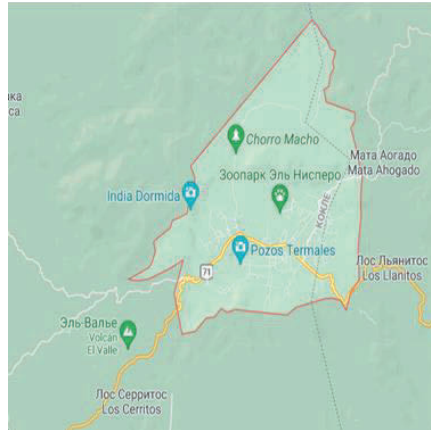 ика
ca.
Chorro Macho
Мата Аогадо
Mata Ahogado
Зоопарк Эль Нисперо
India Dormida
КОКЛЕ
Pozos Termales
Лос Льянитос
Los Llanitos
71
Эль-Валье
Volcan
El Valle
Лос Серритос
Los Cerritos